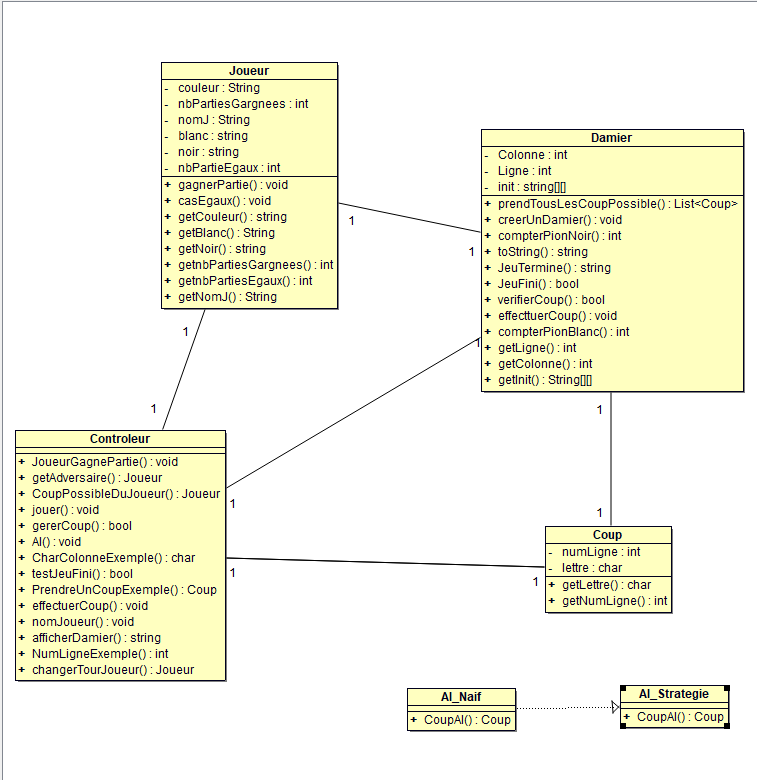 Joueur
- couleur : String
- nbPartiesGargnees : int
- nomJ : String
- blanc : string
- noir : string
- nbPartieEgaux : int
+ gagnerPartie() : void
+ casEgaux() : void
+ getCouleur() : string
+ getBlanc() : String
+ getNoir() : string
+ getnbPartiesGargnees() : int
+ getnbPartiesEgaux() : int
+ getNomJ() : String
Damier
- Colonne : int
- Ligne : int
- init : string[][]
+ prendTousLesCoupPossible() : List<Coup>
+ creerUnDamier() : void
+ compterPionNoir() : int
+ toString() : string
+ JeuTermine() : string
+ JeuFini() : bool
+ verifierCoup() : bool
+ effecttuerCoup() : void
+ compterPionBlanc() : int
+ getLigne() : int
+ getColonne() : int
+ getInit() : String[][]
1
1
1
1
1
1
1
1
1
1
Controleur
+ JoueurGagnePartie() : void
+ getAdversaire() : Joueur
+ CoupPossibleDuJoueur() : Joueur
+ jouer() : void
+ gererCoup() : bool
+ AI() : void
+ CharColonneExemple() : char
+ testJeuFini() : bool
+ PrendreUnCoupExemple() : Coup
+ effectuerCoup() : void
+ nomJoueur() : void
+ afficherDamier() : string
+ NumLigneExemple() : int
+ changerTourJoueur() : Joueur
Coup
- numLigne : int
- lettre : char
+ getLettre() : char
+ getNumLigne() : int
AI_Naif
+ CoupAI() : Coup
AI_Strategie
+ CoupAI() : Coup